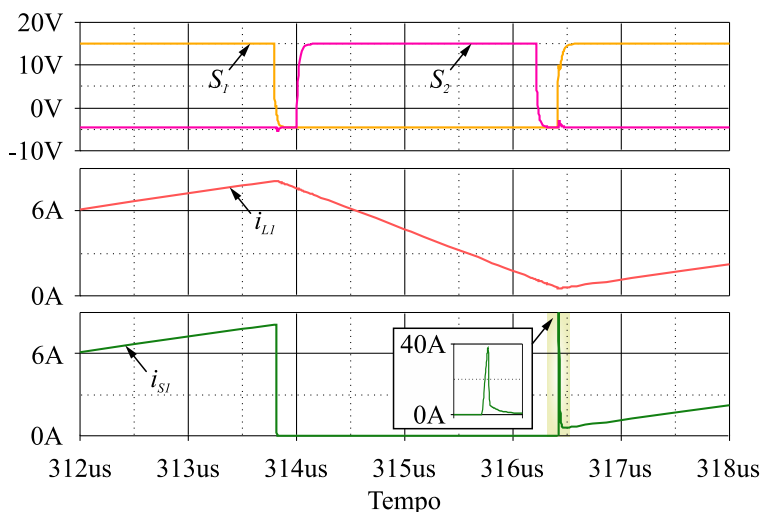 20V
10V
0V
-10V
S1
S2
6A
0A
iL1
6A
0A
iS1
40A
0A
312us 313us 314us 315us 316us 317us 318us
Tempo